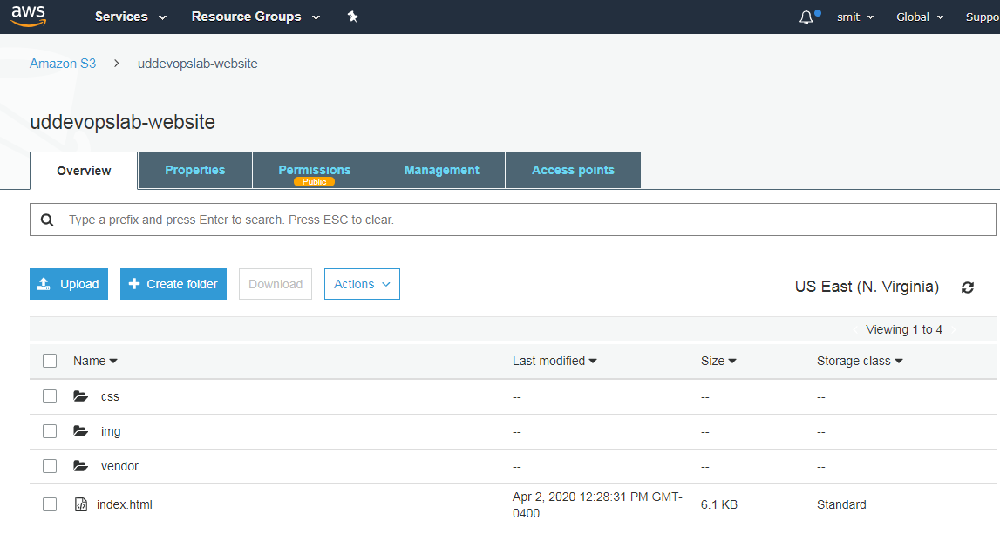 aws Services Resource Groups smit Global Suppo
Amazon S3 > uddevopslab-website
uddevopslab-website
Overview Properties Permissions Management Access points
Public
Type a prefix and press Enter to search. Press ESC to clear.
Upload Create folder Download Actions US East (N. Virginia)
Viewing 1 to 4
Name Last modified Size Storage class
css -- -- --
img -- -- --
vendor -- -- --
index.html Apr 2, 2020 12:28:31 PM GMT- 6.1 KB Standard
0400